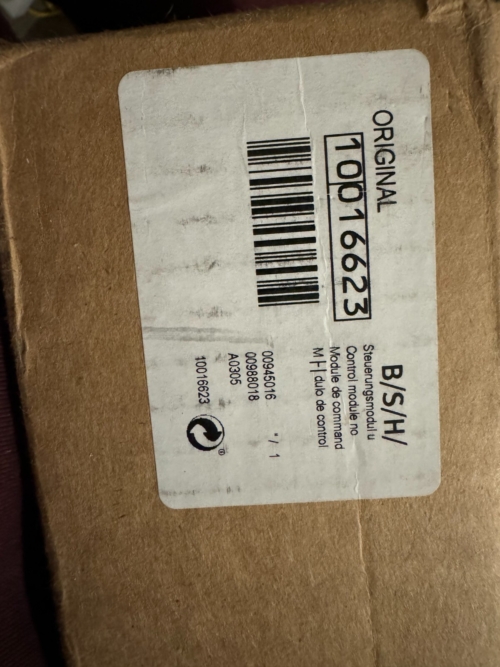 ORIGINAL
10016623
B/S/H/
Steuerungsmodul u
Control module no
Module de command
M├dulo de control
00945016 */ 1
00988018
A0305
10016623
®